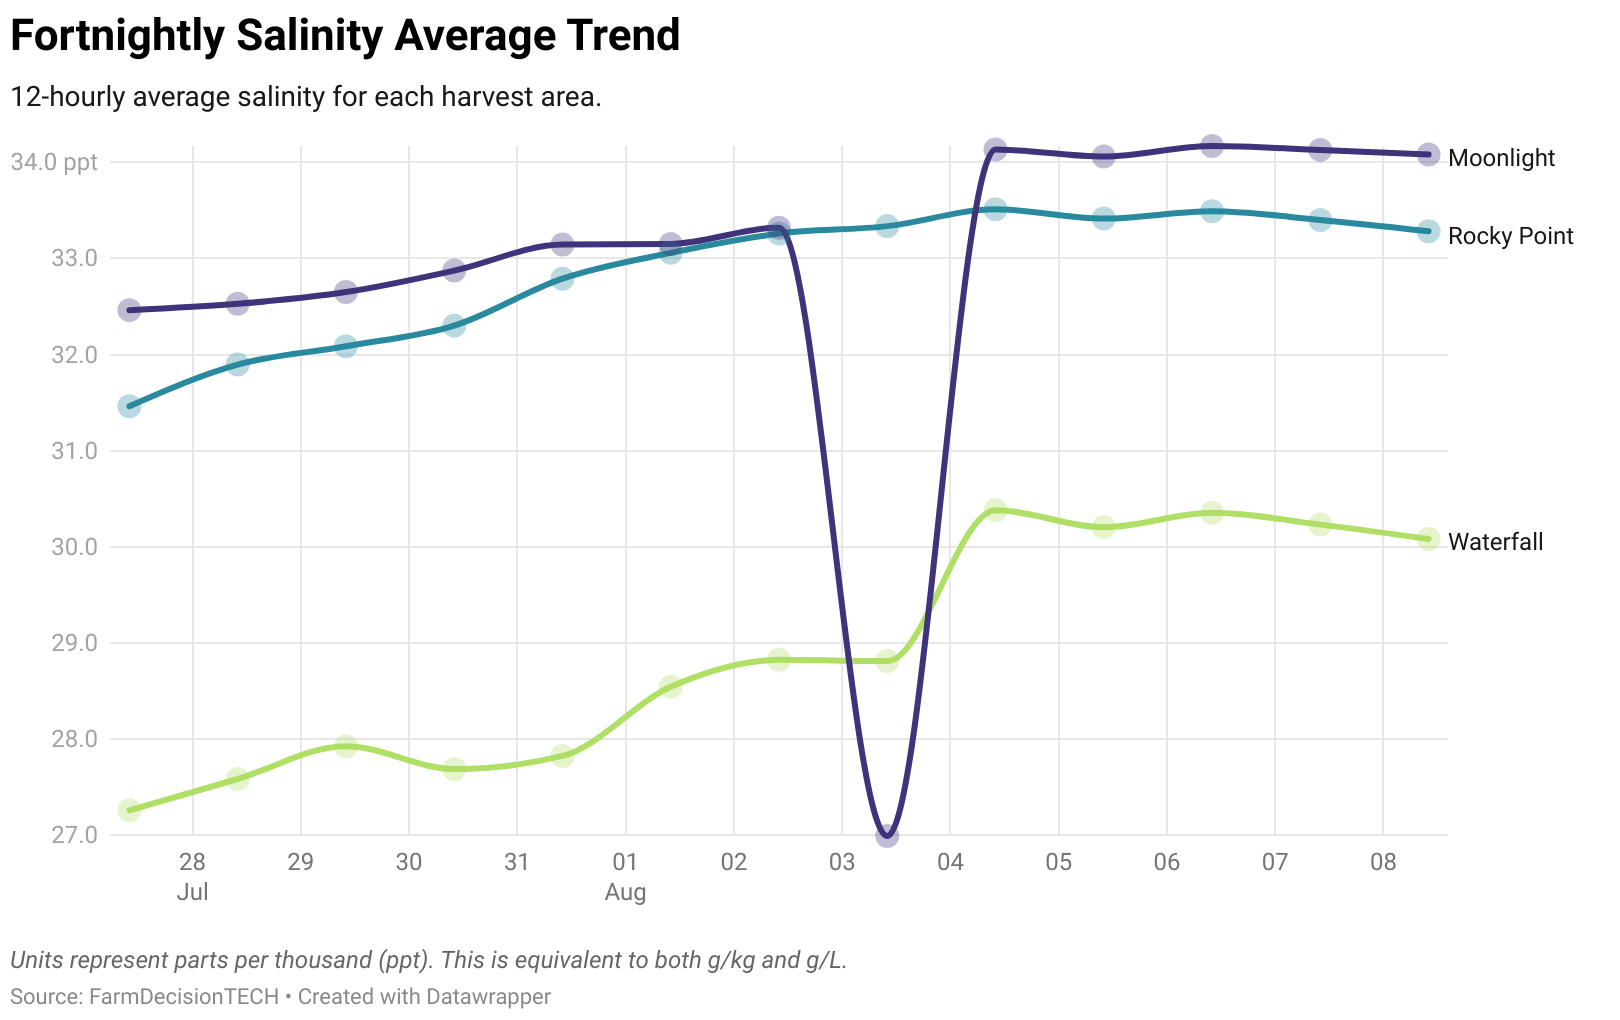 Fortnightly Salinity Average Trend
12-hourly average salinity for each harvest area.
34.0 ppt
33.0
32.0
31.0
30.0
29.0
28.0
27.0
Moonlight
Rocky Point
Waterfall
28 29 30 31 01 02 03 04 05 06 07 08
Jul Aug
Units represent parts per thousand (ppt). This is equivalent to both g/kg and g/L.
Source: FarmDecisionTECH • Created with Datawrapper